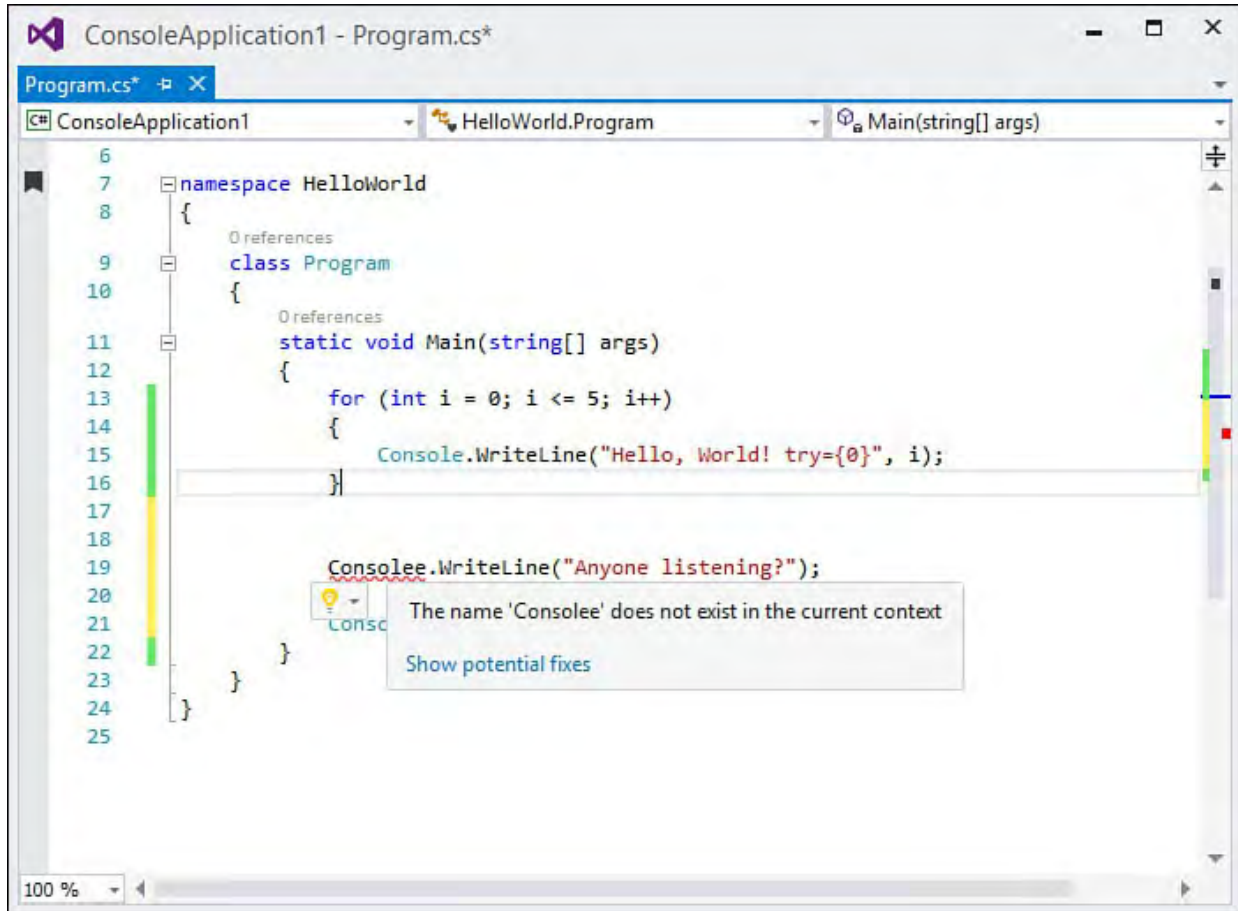 ConsoleApplication1 - Program.cs*
Program.cs*
C# ConsoleApplication1 HelloWorld.Program Main(string[] args)
6
7 namespace HelloWorld
8 {
0 references
9 class Program
10 {
0 references
11 static void Main(string[] args)
12 {
13 for (int i = 0; i <= 5; i++)
14 {
15 Console.WriteLine("Hello, World! try={0}", i);
16 }
17
18
19 Consolee.WriteLine("Anyone listening?");
20 The name 'Consolee' does not exist in the current context
21
22 } Show potential fixes
23 }
24 }
25
100 %